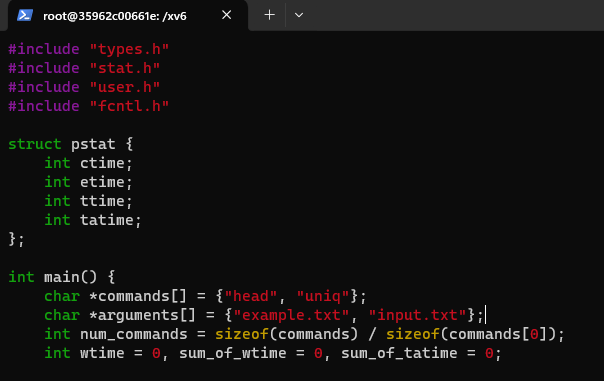 root@35962c00661e: /xv6
#include "types.h"
#include "stat.h"
#include "user.h"
#include "fcntl.h"
struct pstat {
    int ctime;
    int etime;
    int ttime;
    int tatime;
};
int main() {
    char *commands[] = {"head", "uniq"};
    char *arguments[] = {"example.txt", "input.txt"};
    int num_commands = sizeof(commands) / sizeof(commands[0]);
    int wtime = 0, sum_of_wtime = 0, sum_of_tatime = 0;